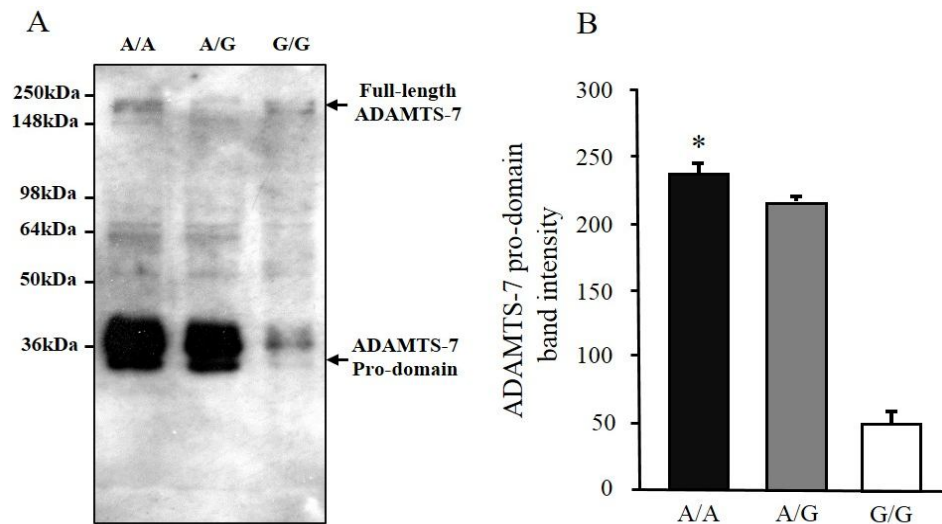 A
A/A A/G G/G
250kDa
148kDa
98kDa
64kDa
50kDa
36kDa
Full-length
ADAMTS-7
ADAMTS-7
Pro-domain
B
ADAMTS-7 pro-domain
band intensity
300
250
200
150
100
50
0
*
A/A A/G G/G